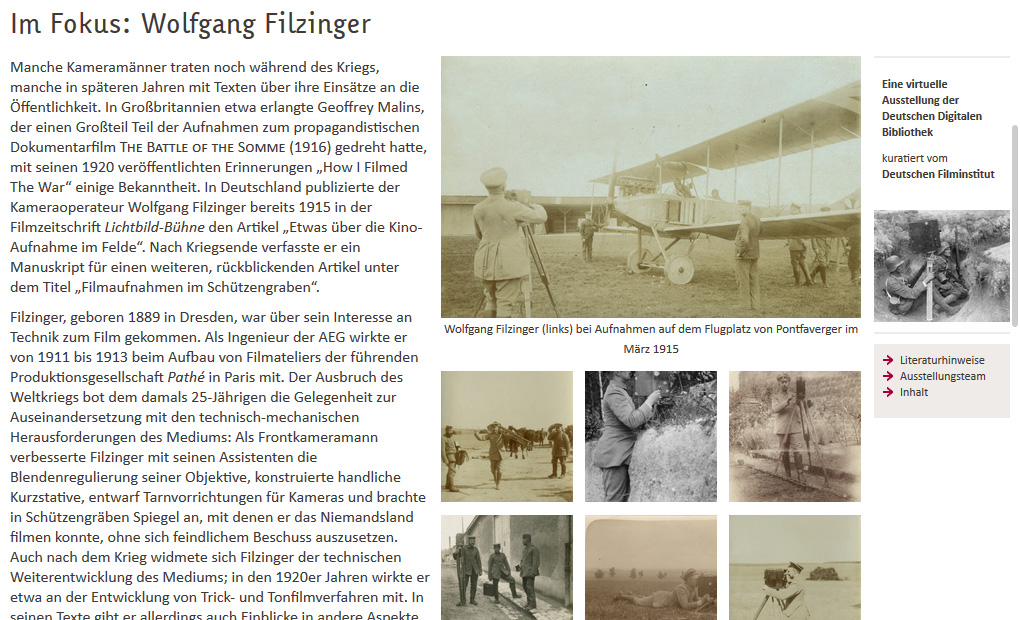 Im Fokus: Wolfgang Filzinger
Manche Kameramänner traten noch während des Kriegs,
manche in späteren Jahren mit Texten über ihre Einsätze an die
Öffentlichkeit. In Großbritannien etwa erlangte Geoffrey Malins,
der einen Großteil Teil der Aufnahmen zum propagandistischen
Dokumentarfilm THE BATTLE OF THE SOMME (1916) gedreht hatte,
mit seinen 1920 veröffentlichten Erinnerungen „How I Filmed
The War“ einige Bekanntheit. In Deutschland publizierte der
Kameraoperateur Wolfgang Filzinger bereits 1915 in der
Filmzeitschrift Lichtbild-Bühne den Artikel „Etwas über die Kino-
Aufnahme im Felde“. Nach Kriegsende verfasste er ein
Manuskript für einen weiteren, rückblickenden Artikel unter
dem Titel „Filmaufnahmen im Schützengraben“.
Filzinger, geboren 1889 in Dresden, war über sein Interesse an
Technik zum Film gekommen. Als Ingenieur der AEG wirkte er
von 1911 bis 1913 beim Aufbau von Filmateliers der führenden
Produktionsgesellschaft Pathé in Paris mit. Der Ausbruch des
Weltkriegs bot dem damals 25-Jährigen die Gelegenheit zur
Auseinandersetzung mit den technisch-mechanischen
Herausforderungen des Mediums: Als Frontkameramann
verbesserte Filzinger mit seinen Assistenten die
Blendenregulierung seiner Objektive, konstruierte handliche
Kurzstative, entwarf Tarnvorrichtungen für Kameras und brachte
in Schützengräben Spiegel an, mit denen er das Niemandsland
filmen konnte, ohne sich feindlichem Beschuss auszusetzen.
Auch nach dem Krieg widmete sich Filzinger der technischen
Weiterentwicklung des Mediums; in den 1920er Jahren wirkte er
etwa an der Entwicklung von Trick- und Tonfilmverfahren mit. In
seinen Texte gibt er allerdings auch Einblicke in andere Aspekte
Wolfgang Filzinger (links) bei Aufnahmen auf dem Flugplatz von Pontfaverger im
März 1915
Eine virtuelle
Ausstellung der
Deutschen Digitalen
Bibliothek
kuratiert vom
Deutschen Filminstitut
Literaturhinweise
Ausstellungsteam
Inhalt